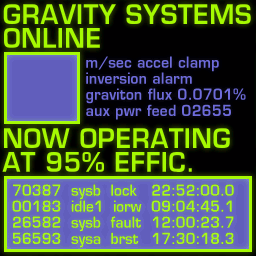 GRAVITY SYSTEMS
ONLINE
m/sec accel clamp
inversion alarm
graviton flux 0.0701%
aux pwr feed 02655
NOW OPERATING
AT 95% EFFIC.
70387 sysb lock 22:52:00.0
00183 idle1 iorw 09:04:45.1
26582 sysb fault 12:00:23.7
56593 sysa brst 17:30:18.3